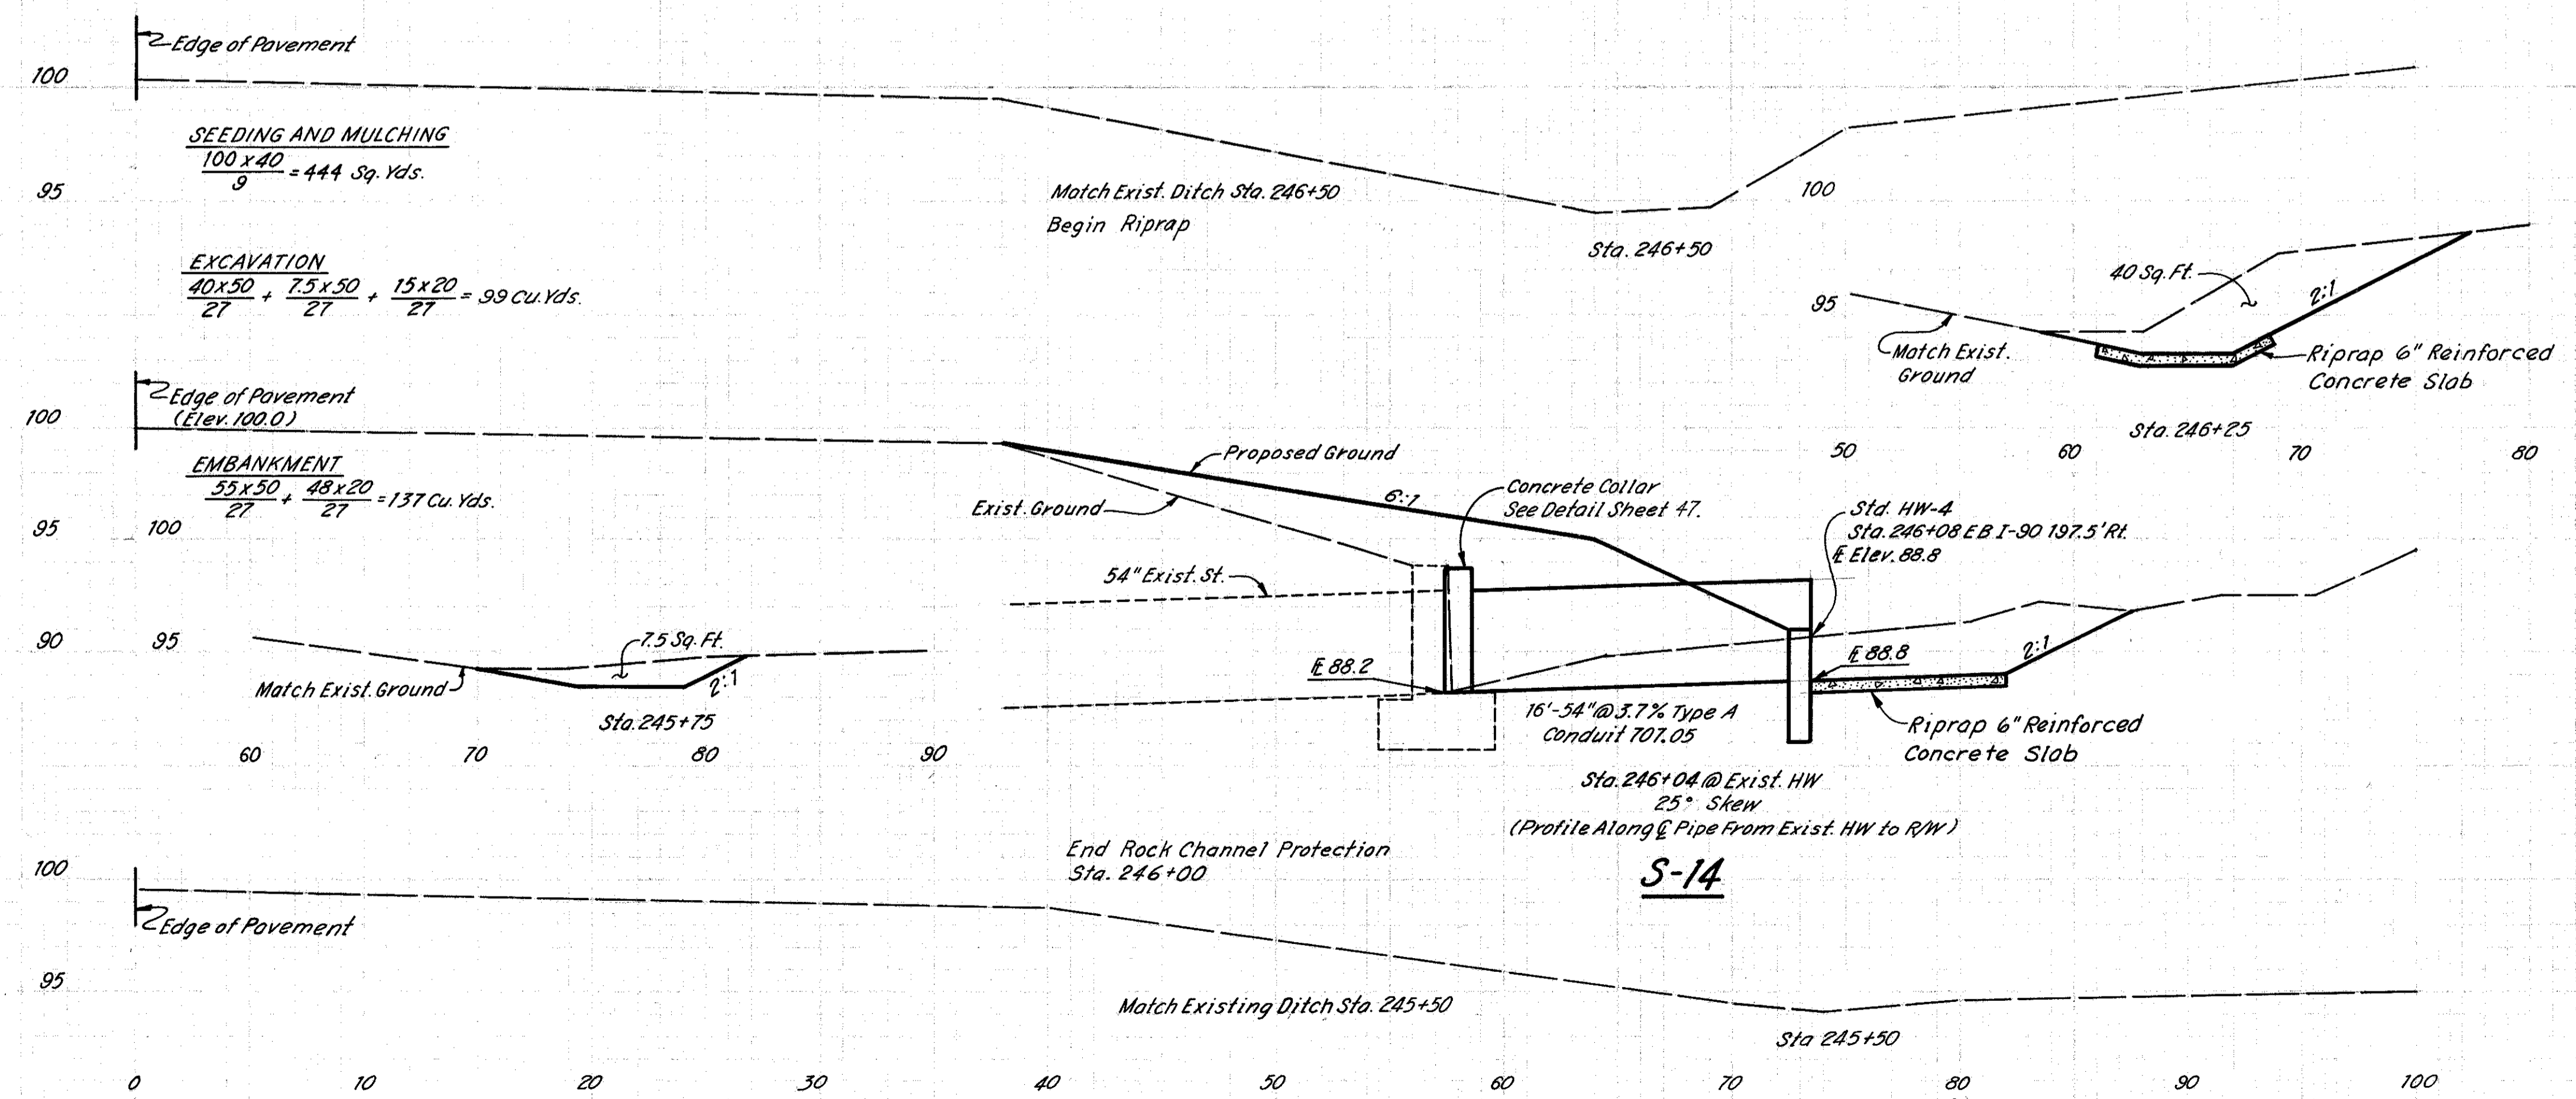 Edge of Pavement
100
SEEDING AND MULCHING
100 x 40
9
= 444 Sq. Yds.
95
Match Exist. Ditch Sta. 246+50
Begin Riprap
Sta. 246+50
EXCAVATION
40x50
27
+
7.5x50
27
+
15x20
27
= 99 Cu. Yds.
100
40 Sq. Ft.
2:1
95
Match Exist.
Ground
Riprap 6" Reinforced
Concrete Slab
Sta. 246+25
50
60
70
80
Edge of Pavement
(Elev. 100.0)
100
EMBANKMENT
55x50
27
+
48x20
27
= 137 Cu. Yds.
Proposed Ground
Exist. Ground
6:1
Concrete Collar
See Detail Sheet 47.
Std. HW-4
Sta. 246+08 EB I-90 197.5' Rt.
℄ Elev. 88.8
95
100
54" Exist. St.
90
95
7.5 Sq. Ft.
2:1
Match Exist. Ground
Sta. 245+75
60
70
80
90
℄ 88.2
℄ 88.8
2:1
16'-54" @ 3.7% Type A
Conduit 707.05
Riprap 6" Reinforced
Concrete Slab
Sta. 246+04 @ Exist. HW
25° Skew
(Profile Along ℄ Pipe From Exist. HW to R/W)
S-14
End Rock Channel Protection
Sta. 246+00
100
Edge of Pavement
95
Match Existing Ditch Sta. 245+50
Sta 245+50
0
10
20
30
40
50
60
70
80
90
100